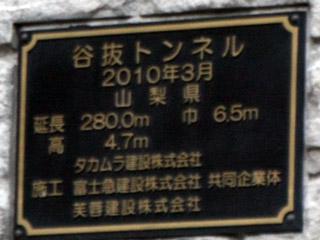 谷抜トンネル
2010年3月
山梨県
延長 280.0m 巾 6.5m
高 4.7m
タカムラ建設株式会社
施工 富士急建設株式会社 共同企業体
芙蓉建設株式会社